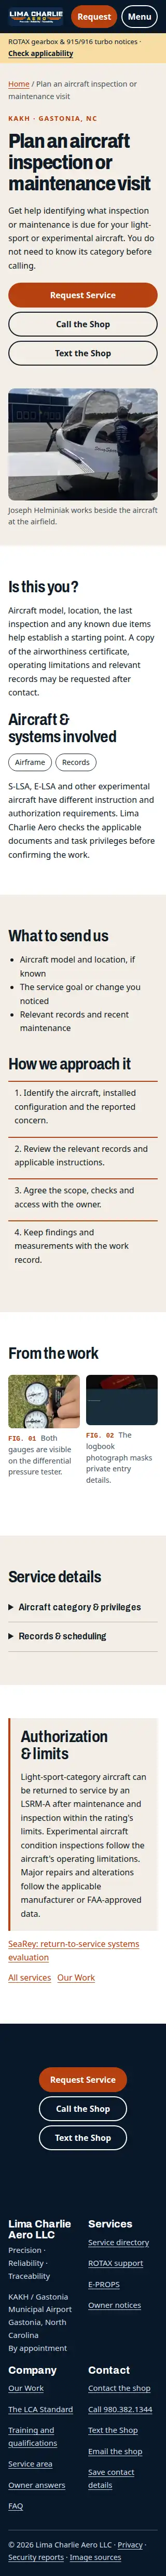 LIMA CHARLIE
AERO
Request
Menu
ROTAX gearbox & 915/916 turbo notices ·
Check applicability
Home / Plan an aircraft inspection or
maintenance visit
KAKH · GASTONIA, NC
Plan an aircraft
inspection or
maintenance visit
Get help identifying what inspection
or maintenance is due for your light-
sport or experimental aircraft. You do
not need to know its category before
calling.
Request Service
Call the Shop
Text the Shop
Joseph Helminiak works beside the aircraft
at the airfield.
Is this you?
Aircraft model, location, the last
inspection and any known due items
help establish a starting point. A copy
of the airworthiness certificate,
operating limitations and relevant
records may be requested after
contact.
Aircraft &
systems involved
Airframe
Records
S-LSA, E-LSA and other experimental
aircraft have different instruction and
authorization requirements. Lima
Charlie Aero checks the applicable
documents and task privileges before
confirming the work.
What to send us
• Aircraft model and location, if
known
• The service goal or change you
noticed
• Relevant records and recent
maintenance
How we approach it
1. Identify the aircraft, installed
configuration and the reported
concern.
2. Review the relevant records and
applicable instructions.
3. Agree the scope, checks and
access with the owner.
4. Keep findings and
measurements with the work
record.
From the work
FIG. 01 Both
gauges are visible
on the differential
pressure tester.
FIG. 02 The
logbook
photograph masks
private entry
details.
Service details
Aircraft category & privileges
Records & scheduling
Authorization
& limits
Light-sport-category aircraft can
be returned to service by an
LSRM-A after maintenance and
inspection within the rating's
limits. Experimental aircraft
condition inspections follow the
aircraft's operating limitations.
Major repairs and alterations
follow the applicable
manufacturer or FAA-approved
data.
SeaRey: return-to-service systems
evaluation
All services Our Work
Request Service
Call the Shop
Text the Shop
Lima Charlie
Aero LLC
Precision ·
Reliability ·
Traceability
KAKH / Gastonia
Municipal Airport
Gastonia, North
Carolina
By appointment
Services
Service directory
ROTAX support
E-PROPS
Owner notices
Company
Our Work
The LCA Standard
Training and
qualifications
Service area
Owner answers
FAQ
Contact
Contact the shop
Call 980.382.1344
Text the Shop
Email the shop
Save contact
details
© 2026 Lima Charlie Aero LLC · Privacy ·
Security reports · Image sources